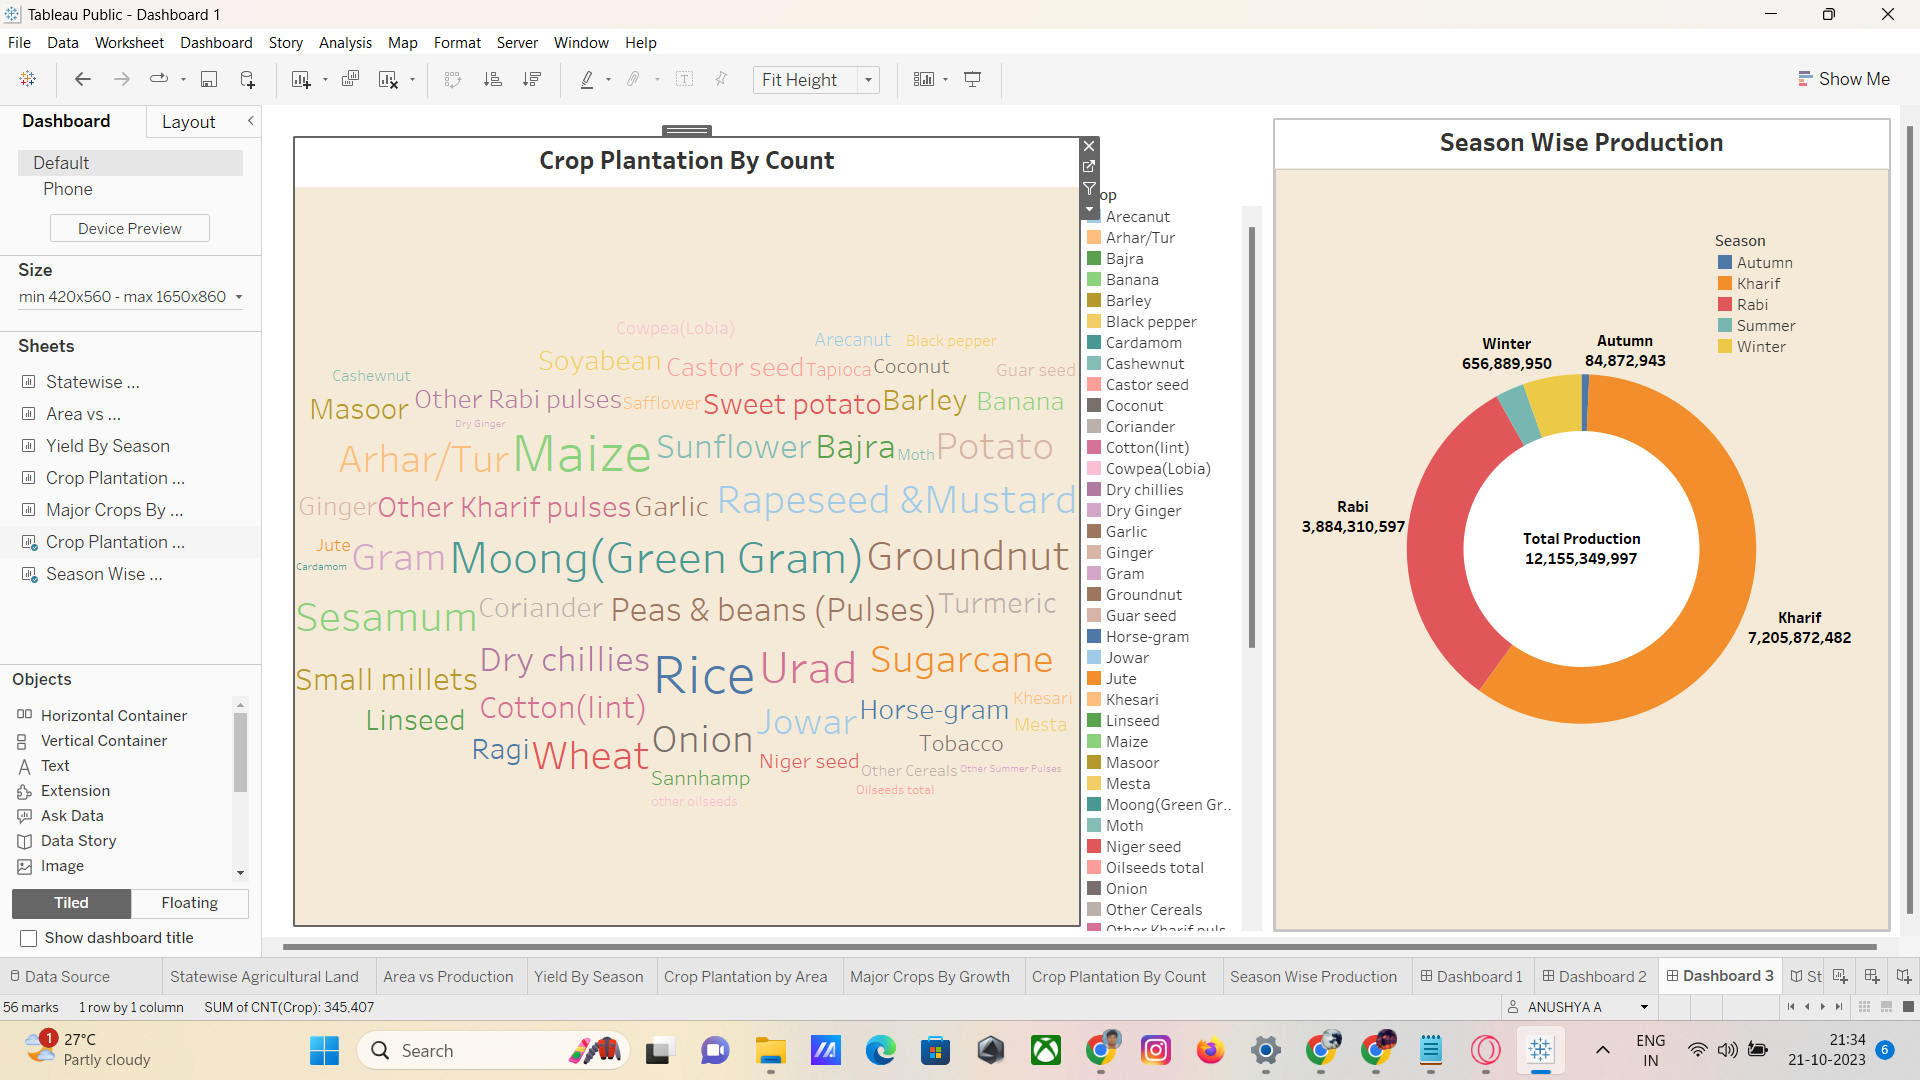 Tableau Public - Dashboard 1
File Data Worksheet Dashboard Story Analysis Map Format Server Window Help
Fit Height
Show Me
Dashboard
Layout
Default
Phone
Device Preview
Size
min 420x560 - max 1650x860
Sheets
Statewise ...
Area vs ...
Yield By Season
Crop Plantation ...
Major Crops By ...
Crop Plantation ...
Season Wise ...
Objects
Horizontal Container
Vertical Container
Text
Extension
Ask Data
Data Story
Image
Tiled
Floating
Show dashboard title
Crop Plantation By Count
Cowpea(Lobia)
Arecanut Black pepper
Soyabean Castor seed Tapioca Coconut Guar seed
Cashewnut
Masoor Other Rabi pulses Safflower Sweet potato Barley Banana
Dry Ginger
Arhar/Tur Maize Sunflower Bajra Moth Potato
Ginger Other Kharif pulses Garlic Rapeseed &Mustard
Jute
Cardamom Gram Moong(Green Gram) Groundnut
Sesamum Coriander Peas & beans (Pulses) Turmeric
Small millets Dry chillies Rice Urad Sugarcane
Linseed Cotton(lint) Jowar Horse-gram Khesari
Mesta
Ragi Wheat Onion Tobacco
Niger seed Other Cereals Other Summer Pulses
Sannhamp
Oilseeds total
other oilseeds
op
Arecanut
Arhar/Tur
Bajra
Banana
Barley
Black pepper
Cardamom
Cashewnut
Castor seed
Coconut
Coriander
Cotton(lint)
Cowpea(Lobia)
Dry chillies
Dry Ginger
Garlic
Ginger
Gram
Groundnut
Guar seed
Horse-gram
Jowar
Jute
Khesari
Linseed
Maize
Masoor
Mesta
Moong(Green Gr..
Moth
Niger seed
Oilseeds total
Onion
Other Cereals
Other Kharif puls
Season Wise Production
Season
Autumn
Kharif
Rabi
Summer
Winter
Winter
656,889,950
Autumn
84,872,943
Rabi
3,884,310,597
Total Production
12,155,349,997
Kharif
7,205,872,482
Data Source Statewise Agricultural Land Area vs Production Yield By Season Crop Plantation by Area Major Crops By Growth Crop Plantation By Count Season Wise Production Dashboard 1 Dashboard 2 Dashboard 3 St
56 marks 1 row by 1 column SUM of CNT(Crop): 345,407
ANUSHYA A
1
27°C
Partly cloudy
Search
ENG
IN
21:34
21-10-2023
6